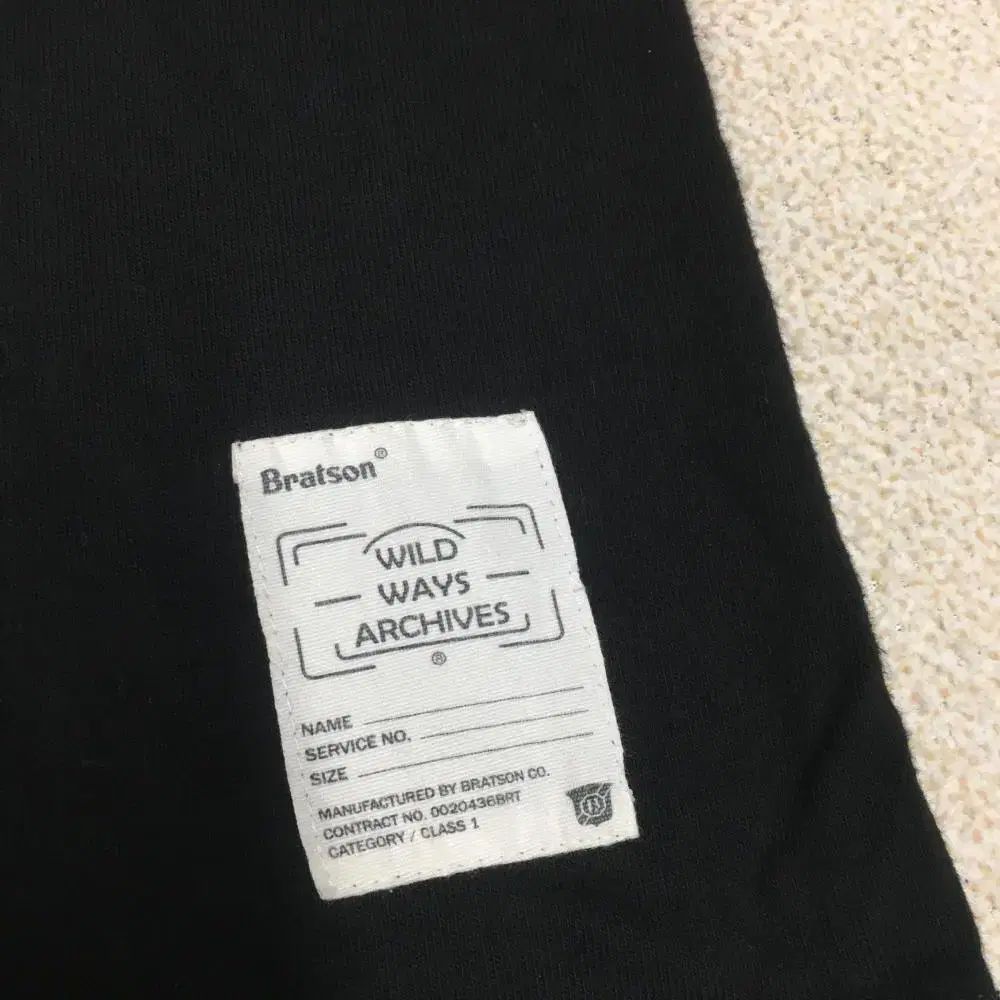 Bratson®
WILD
WAYS
ARCHIVES
®
NAME
SERVICE NO.
SIZE
MANUFACTURED BY BRATSON CO.
CONTRACT NO. 0020436BRT
CATEGORY / CLASS 1
B